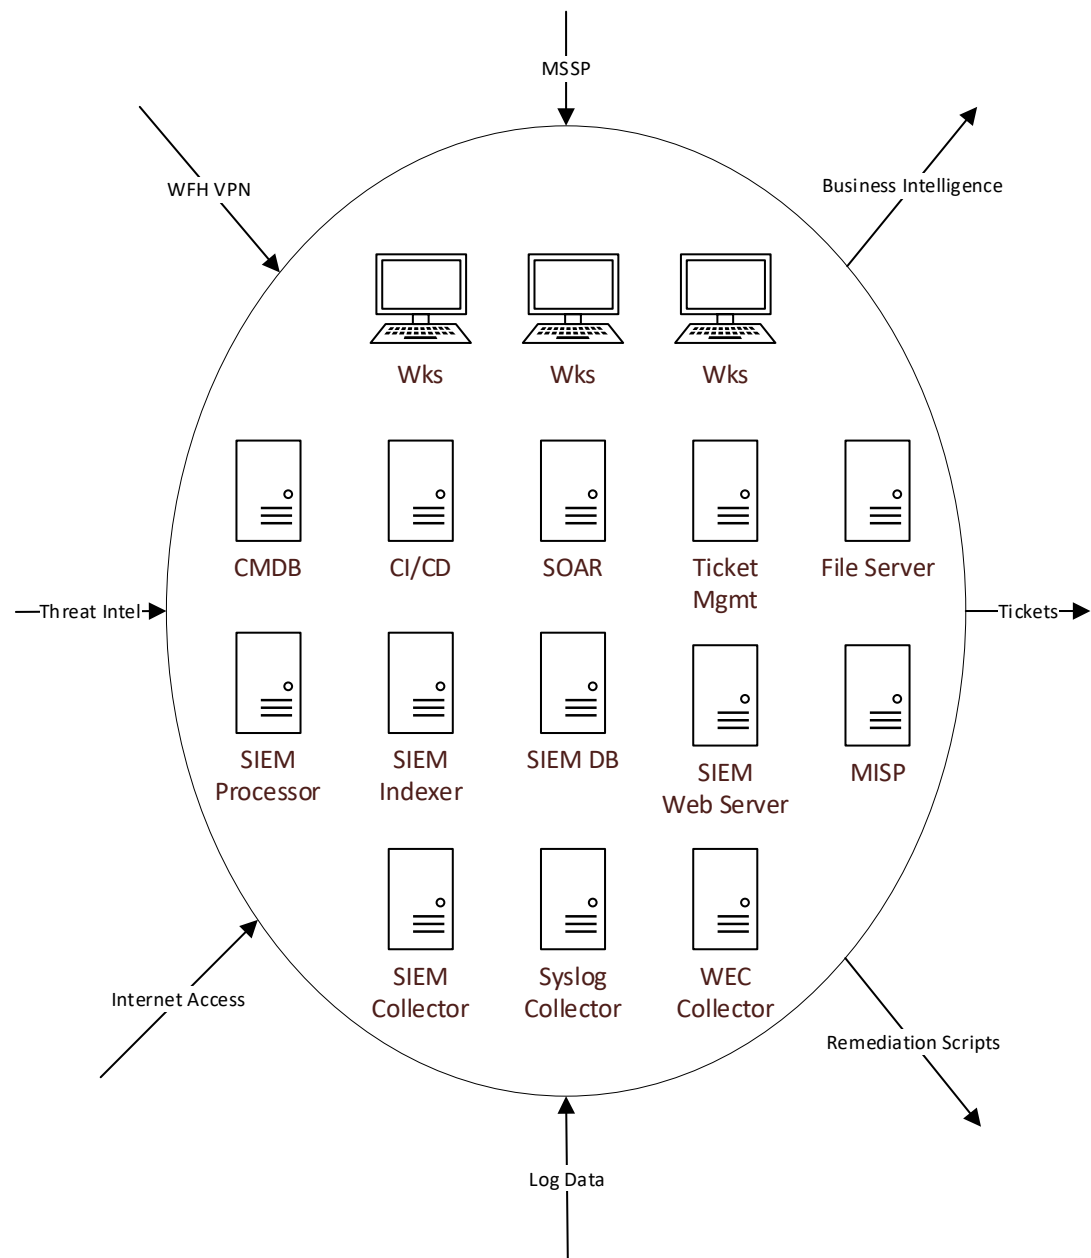 MSSP
WFH VPN
Business Intelligence
Wks
Wks
Wks
CMDB
CI/CD
SOAR
Ticket
Mgmt
File Server
Threat Intel
Tickets
SIEM
Processor
SIEM
Indexer
SIEM DB
SIEM
Web Server
MISP
SIEM
Collector
Syslog
Collector
WEC
Collector
Internet Access
Remediation Scripts
Log Data